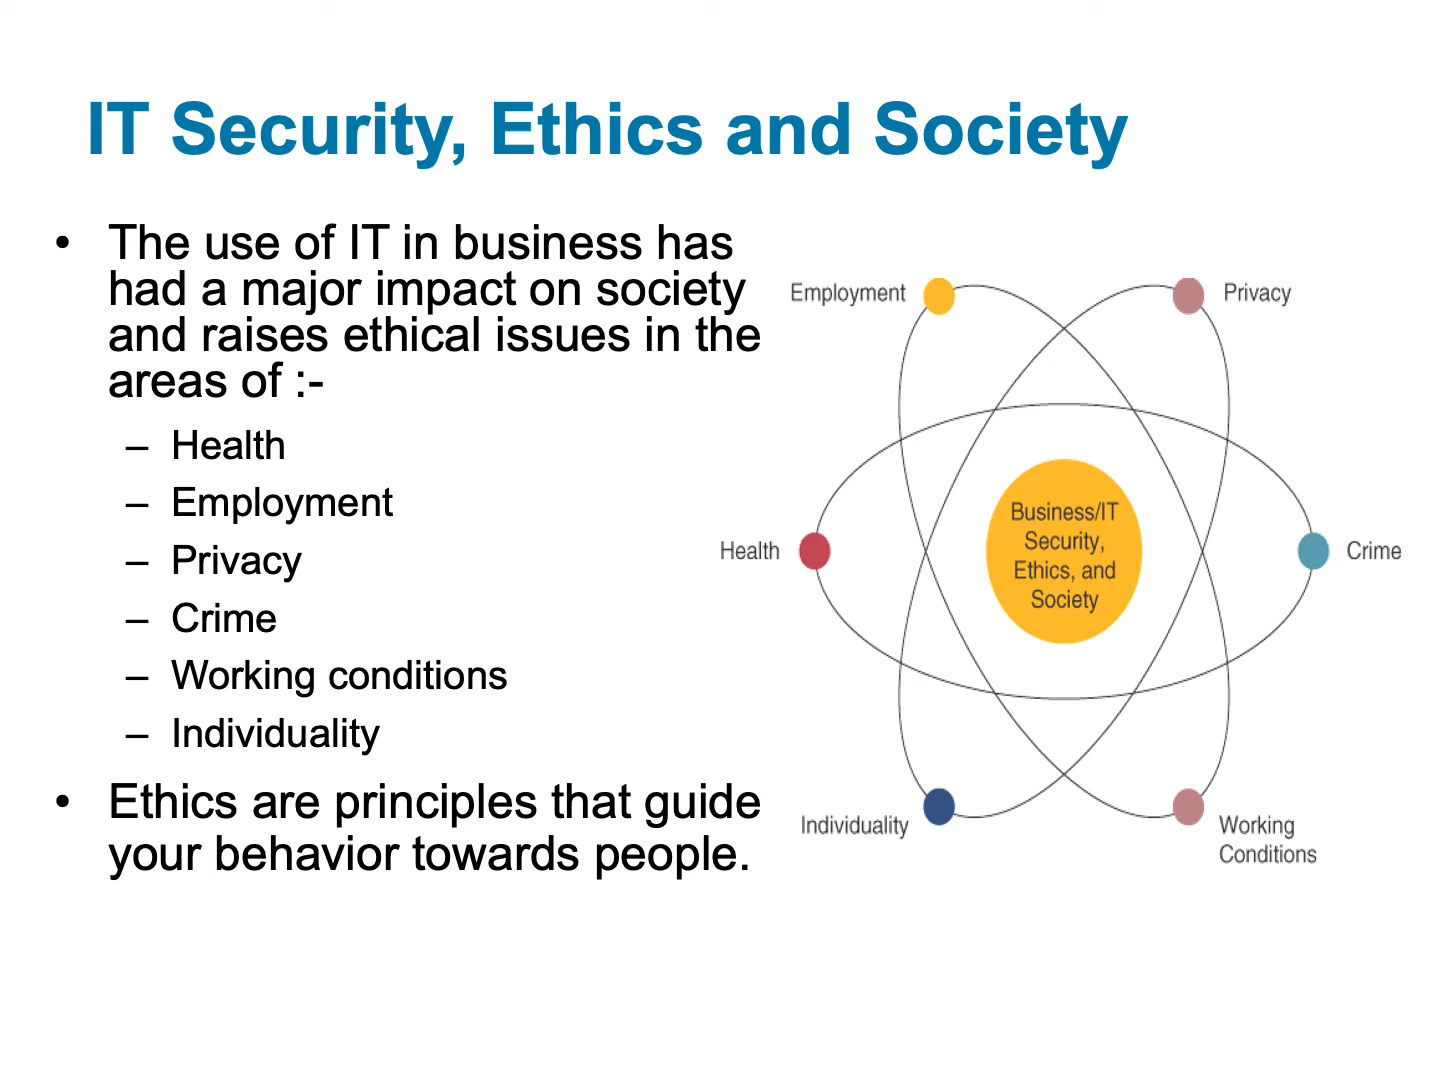 IT Security, Ethics and Society
• The use of IT in business has
had a major impact on society
and raises ethical issues in the
areas of :-
– Health
– Employment
– Privacy
– Crime
– Working conditions
– Individuality
• Ethics are principles that guide
your behavior towards people.
Employment
Privacy
Health
Business/IT
Security,
Ethics, and
Society
Crime
Individuality
Working
Conditions